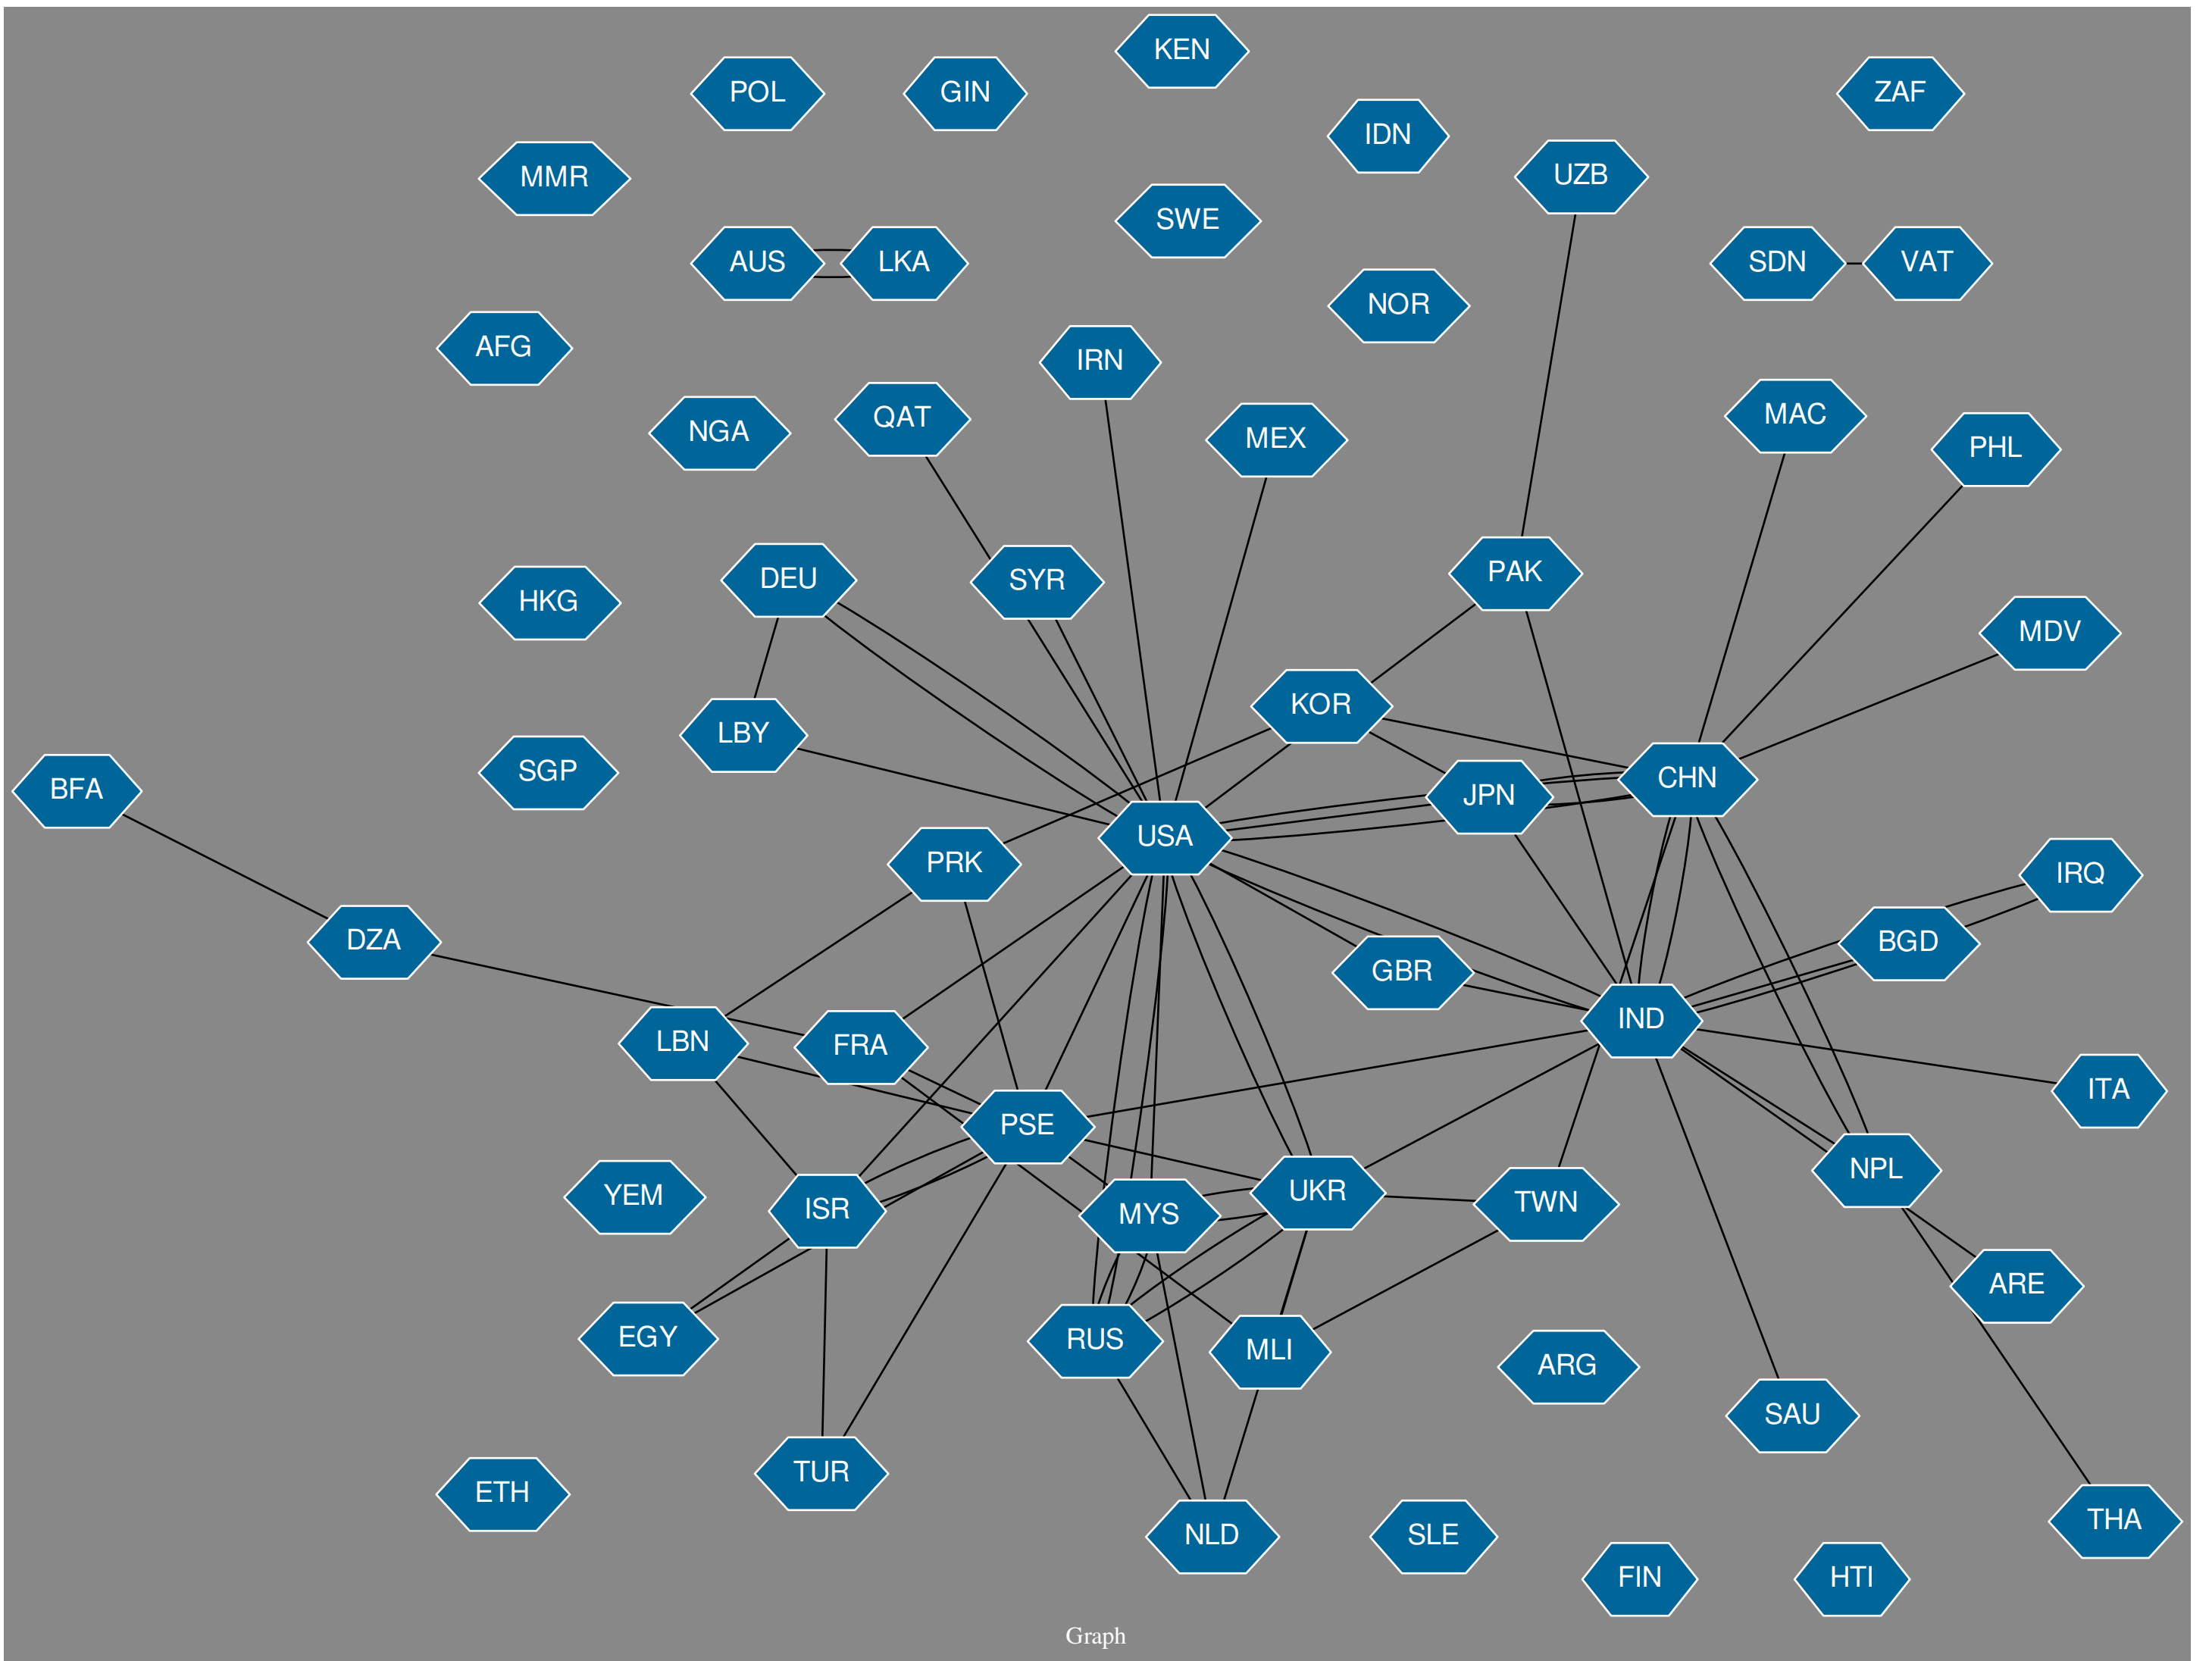 KEN
POL
GIN
ZAF
IDN
MMR
UZB
SWE
AUS
LKA
SDN
VAT
NOR
AFG
IRN
MAC
QAT
NGA
MEX
PHL
PAK
DEU
SYR
HKG
MDV
KOR
LBY
SGP
CHN
BFA
JPN
USA
PRK
IRQ
DZA
BGD
GBR
IND
LBN
FRA
ITA
PSE
NPL
UKR
YEM
TWN
ISR
MYS
ARE
EGY
RUS
MLI
ARG
SAU
TUR
ETH
THA
NLD
SLE
FIN
HTI
Graph